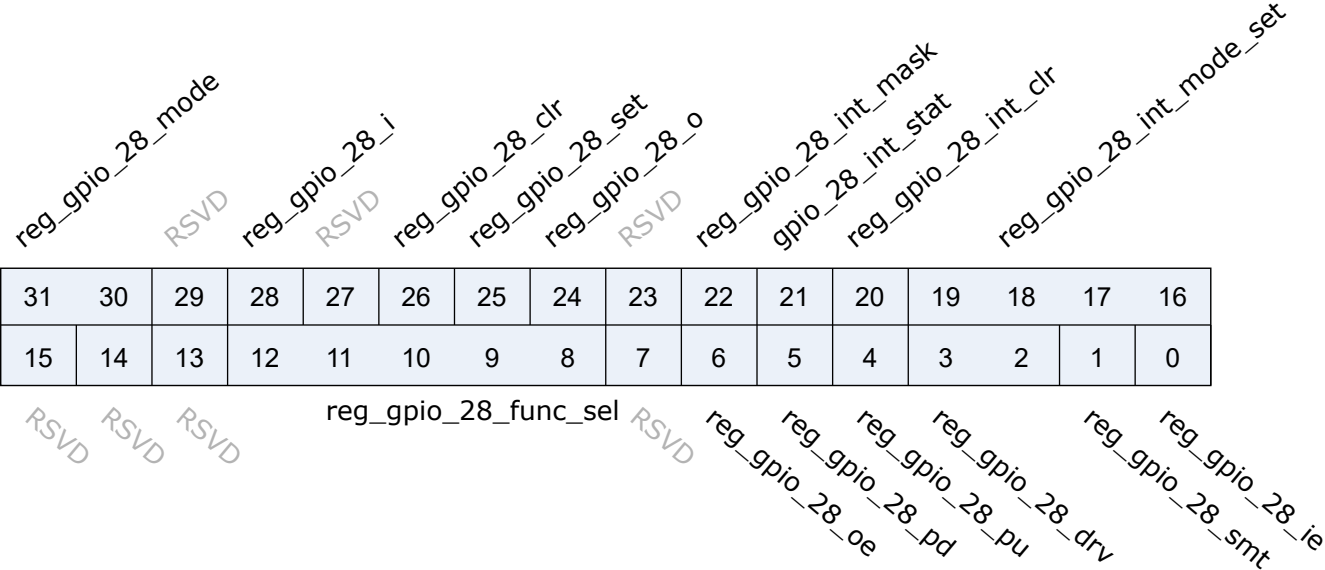 reg_gpio_28_mode
RSVD
reg_gpio_28_i
RSVD
reg_gpio_28_clr
reg_gpio_28_set
reg_gpio_28_o
RSVD
reg_gpio_28_int_mask
gpio_28_int_stat
reg_gpio_28_int_clr
reg_gpio_28_int_mode_set
31 30 29 28 27 26 25 24 23 22 21 20 19 18 17 16
15 14 13 12 11 10 9 8 7 6 5 4 3 2 1 0
RSVD
RSVD
RSVD
reg_gpio_28_func_sel
RSVD
reg_gpio_28_oe
reg_gpio_28_pd
reg_gpio_28_pu
reg_gpio_28_drv
reg_gpio_28_smt
reg_gpio_28_ie